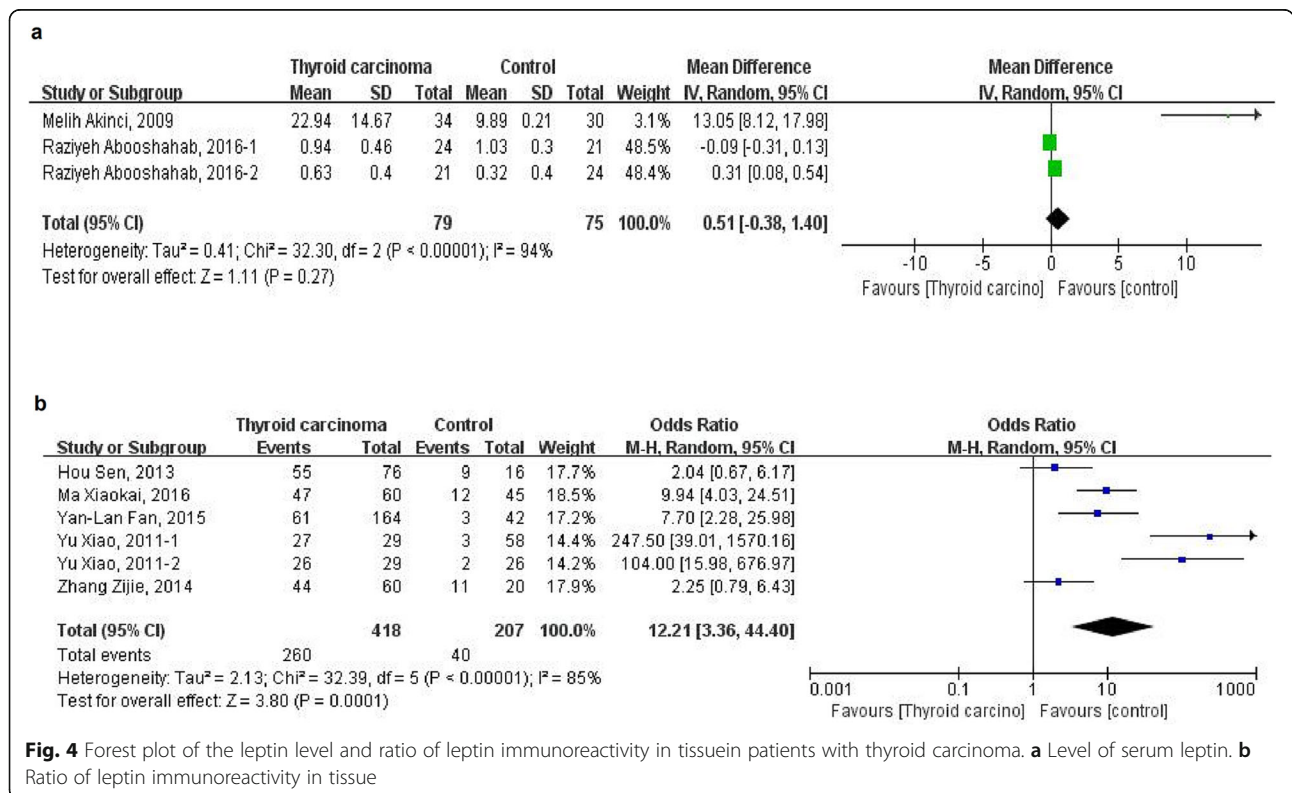 a
Thyroid carcinoma Control Mean Difference Mean Difference
Study or Subgroup Mean SD Total Mean SD Total Weight IV, Random, 95% CI IV, Random, 95% CI
Melih Akinci, 2009 22.94 14.67 34 9.89 0.21 30 3.1% 13.05 [8.12, 17.98]
Raziyeh Abooshahab, 2016-1 0.94 0.46 24 1.03 0.3 21 48.5% -0.09 [-0.31, 0.13]
Raziyeh Abooshahab, 2016-2 0.63 0.4 21 0.32 0.4 24 48.4% 0.31 [0.08, 0.54]
Total (95% CI) 79 75 100.0% 0.51 [-0.38, 1.40]
Heterogeneity: Tau² = 0.41; Chi² = 32.30, df = 2 (P < 0.00001); I² = 94%
Test for overall effect: Z = 1.11 (P = 0.27)
-10 -5 0 5 10
Favours [Thyroid carcino] Favours [control]
b
Thyroid carcinoma Control Odds Ratio Odds Ratio
Study or Subgroup Events Total Events Total Weight M-H, Random, 95% CI M-H, Random, 95% CI
Hou Sen, 2013 55 76 9 16 17.7% 2.04 [0.67, 6.17]
Ma Xiaokai, 2016 47 60 12 45 18.5% 9.94 [4.03, 24.51]
Yan-Lan Fan, 2015 61 164 3 42 17.2% 7.70 [2.28, 25.98]
Yu Xiao, 2011-1 27 29 3 58 14.4% 247.50 [39.01, 1570.16]
Yu Xiao, 2011-2 26 29 2 26 14.2% 104.00 [15.98, 676.97]
Zhang Zijie, 2014 44 60 11 20 17.9% 2.25 [0.79, 6.43]
Total (95% CI) 418 207 100.0% 12.21 [3.36, 44.40]
Total events 260 40
Heterogeneity: Tau² = 2.13; Chi² = 32.39, df = 5 (P < 0.00001); I² = 85%
Test for overall effect: Z = 3.80 (P = 0.0001)
0.001 0.1 1 10 1000
Favours [Thyroid carcino] Favours [control]
Fig. 4 Forest plot of the leptin level and ratio of leptin immunoreactivity in tissuein patients with thyroid carcinoma. a Level of serum leptin. b
Ratio of leptin immunoreactivity in tissue